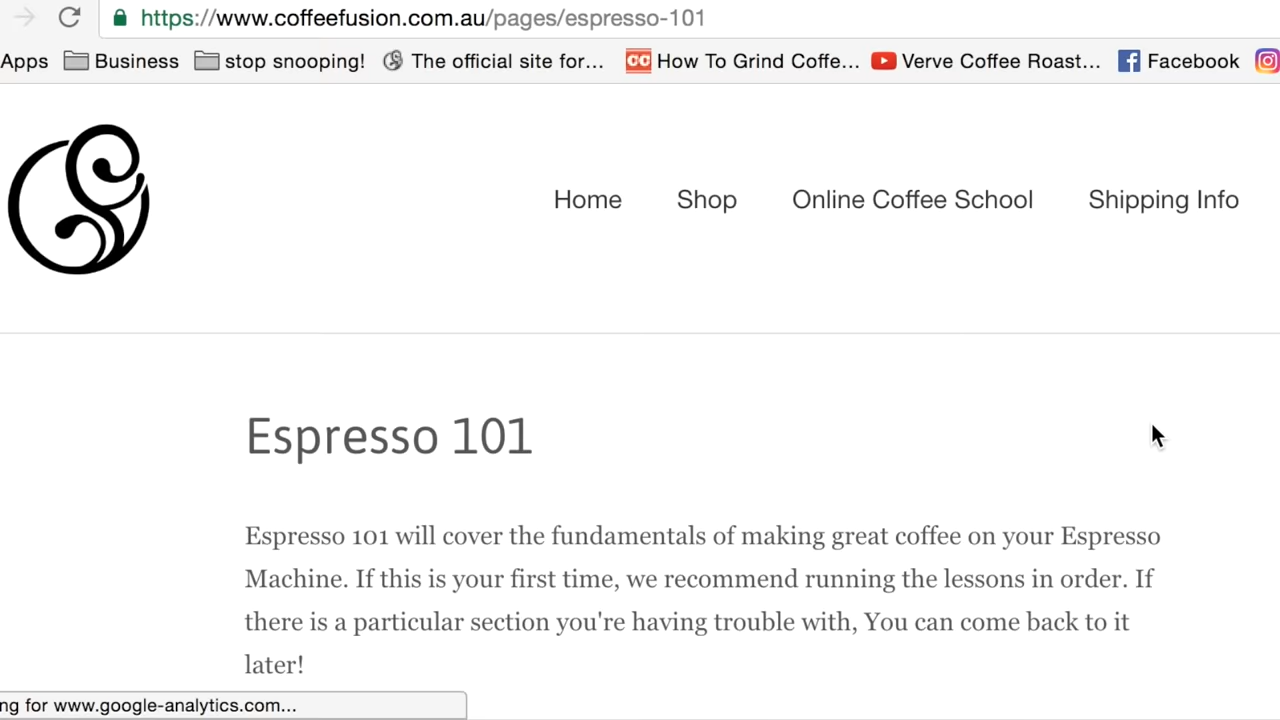 https://www.coffeefusion.com.au/pages/espresso-101
Apps Business stop snooping! The official site for... CC How To Grind Coffe... Verve Coffee Roast... Facebook
Home Shop Online Coffee School Shipping Info
Espresso 101
Espresso 101 will cover the fundamentals of making great coffee on your Espresso
Machine. If this is your first time, we recommend running the lessons in order. If
there is a particular section you're having trouble with, You can come back to it
later!
ng for www.google-analytics.com...